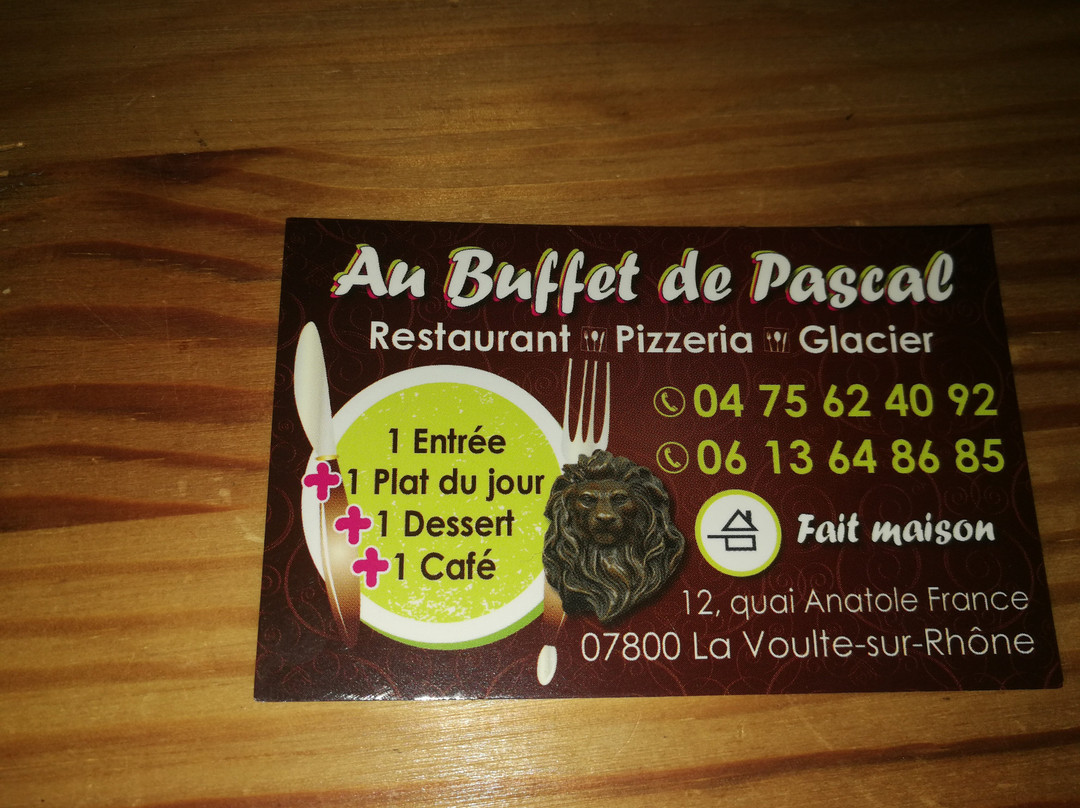 Au Buffet de Pascal
Restaurant Pizzeria Glacier
04 75 62 40 92
06 13 64 86 85
1 Entrée
+ 1 Plat du jour
+ 1 Dessert
+ 1 Café
Fait maison
12, quai Anatole France
07800 La Voulte-sur-Rhône